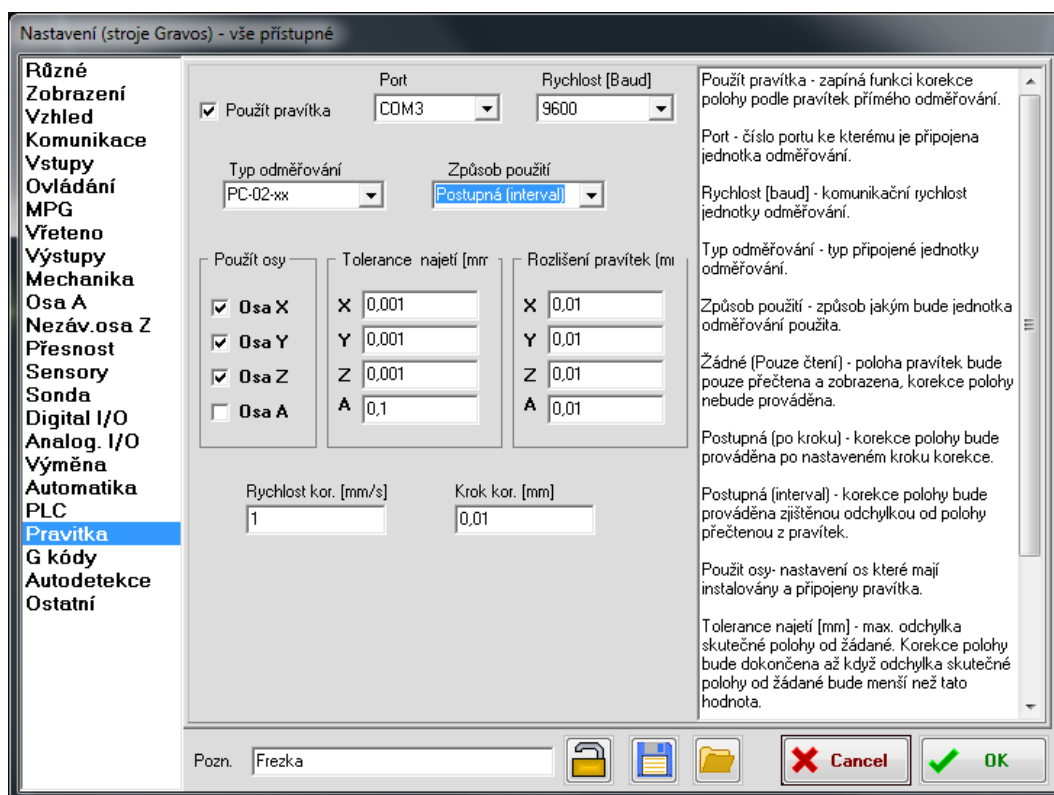 Nastavení (stroje Gravos) - vše přístupné
Různé
Zobrazení
Vzhled
Komunikace
Vstupy
Ovládání
MPG
Vřeteno
Výstupy
Mechanika
Osa A
Nezáv.osa Z
Přesnost
Sensory
Sonda
Digital I/O
Analog. I/O
Výměna
Automatika
PLC
Pravitka
G kódy
Autodetekce
Ostatní
Port
Rychlost [Baud]
Použít pravítka
COM3
9600
Typ odměřování
Způsob použití
PC-02-xx
Postupná (interval)
Použít osy
Tolerance najetí [mr
Rozlišení pravítek (mi
Osa X
X 0,001
X 0,01
Osa Y
Y 0,001
Y 0,01
Osa Z
Z 0,001
Z 0,01
Osa A
A 0,1
A 0,01
Rychlost kor. [mm/s]
Krok kor. [mm]
1
0,01
Použít pravítka - zapíná funkci korekce
polohy podle pravítek přímého odměřování.
Port - číslo portu ke kterému je připojena
jednotka odměřování.
Rychlost [baud] - komunikační rychlost
jednotky odměřování.
Typ odměřování - typ připojené jednotky
odměřování.
Způsob použití - způsob jakým bude jednotka
odměřování použita.
Žádné (Pouze čtení) - poloha pravítek bude
pouze přečtena a zobrazena, korekce polohy
nebude prováděna.
Postupná (po kroku) - korekce polohy bude
prováděna po nastaveném kroku korekce.
Postupná (interval) - korekce polohy bude
prováděna zjištěnou odchylkou od polohy
přečtenou z pravítek.
Použit osy- nastavení os které mají
instalovány a připojeny pravítka.
Tolerance najetí [mm] - max. odchylka
skutečné polohy od žádané. Korekce polohy
bude dokončena až když odchylka skutečné
polohy od žádané bude menší než tato
hodnota.
Pozn.
Frezka
Cancel
OK